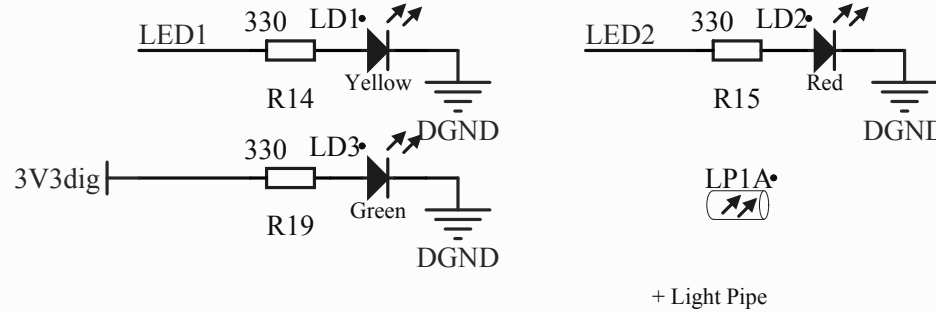 330 LD1
LED1
Yellow
R14
DGND
330 LD2
LED2
Red
R15
DGND
330 LD3
3V3dig
Green
R19
DGND
LP1A
+ Light Pipe